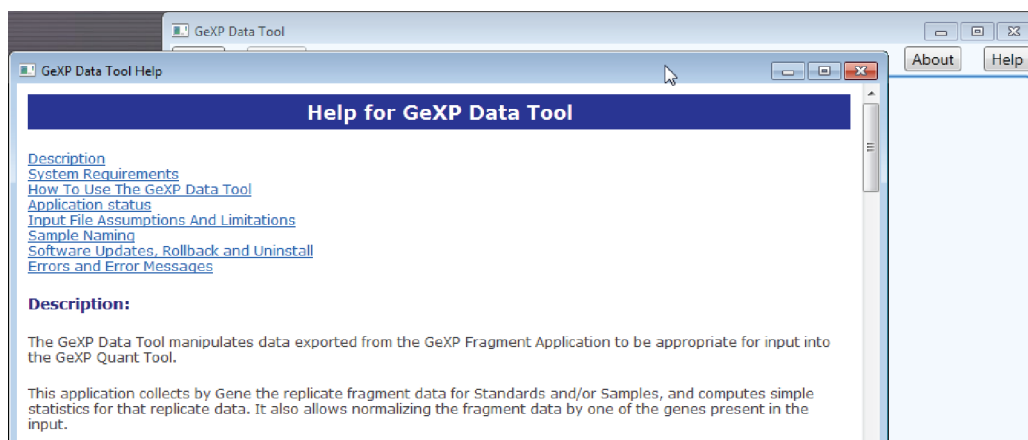 GeXP Data Tool
About Help
GeXP Data Tool Help
Help for GeXP Data Tool
Description
System Requirements
How To Use The GeXP Data Tool
Application status
Input File Assumptions And Limitations
Sample Naming
Software Updates, Rollback and Uninstall
Errors and Error Messages
Description:
The GeXP Data Tool manipulates data exported from the GeXP Fragment Application to be appropriate for input into
the GeXP Quant Tool.
This application collects by Gene the replicate fragment data for Standards and/or Samples, and computes simple
statistics for that replicate data. It also allows normalizing the fragment data by one of the genes present in the
input.